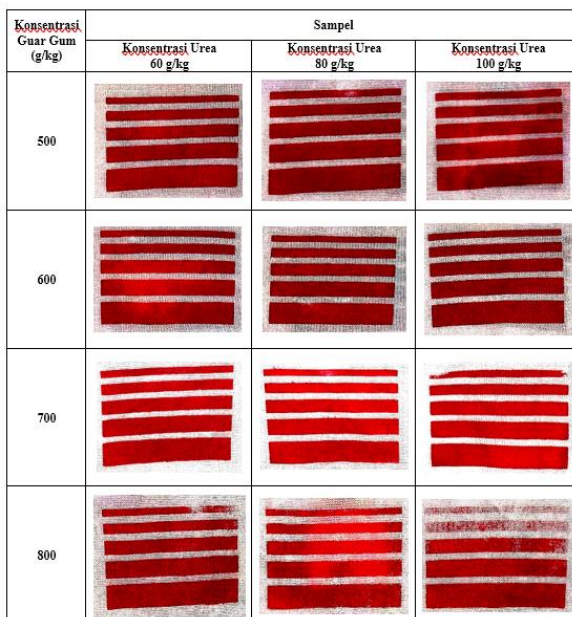 Konsentrasi
Guar Gum
(g/kg)
Sampel
Konsentrasi Urea
60 g/kg
Konsentrasi Urea
80 g/kg
Konsentrasi Urea
100 g/kg
500
600
700
800